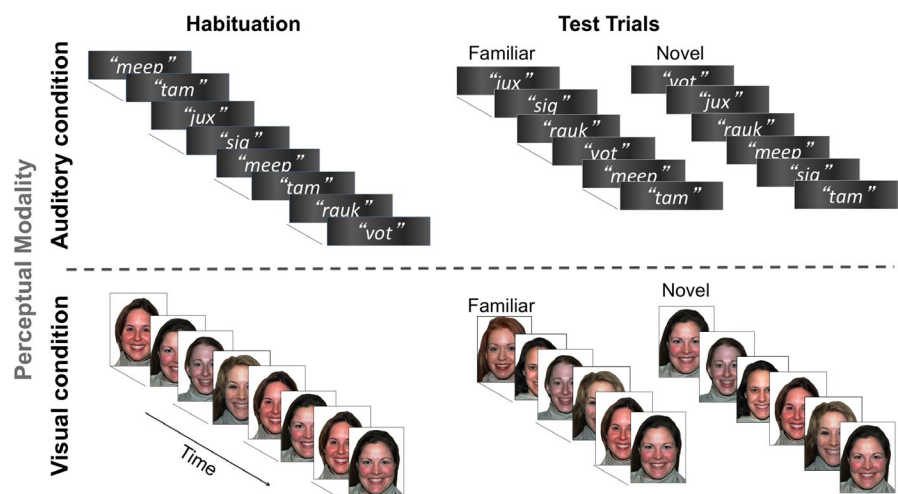 Habituation
Test Trials
Perceptual Modality
Auditory condition
“meep”
“tam”
“jux”
“sig”
“meep”
“tam”
“rauk”
“vot”
Familiar
“jux”
“sig”
“rauk”
“vot”
“meep”
“tam”
Novel
“vot”
“jux”
“rauk”
“meep”
“sig”
“tam”
Visual condition
Time
Familiar
Novel